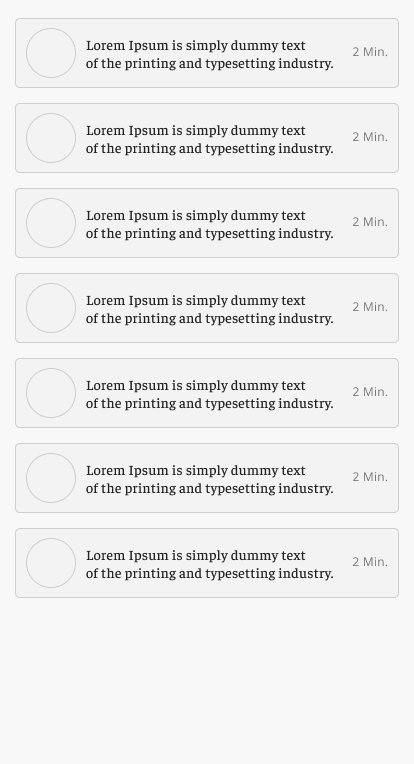 Lorem Ipsum is simply dummy text
of the printing and typesetting industry.
2 Min.
Lorem Ipsum is simply dummy text
of the printing and typesetting industry.
2 Min.
Lorem Ipsum is simply dummy text
of the printing and typesetting industry.
2 Min.
Lorem Ipsum is simply dummy text
of the printing and typesetting industry.
2 Min.
Lorem Ipsum is simply dummy text
of the printing and typesetting industry.
2 Min.
Lorem Ipsum is simply dummy text
of the printing and typesetting industry.
2 Min.
Lorem Ipsum is simply dummy text
of the printing and typesetting industry.
2 Min.